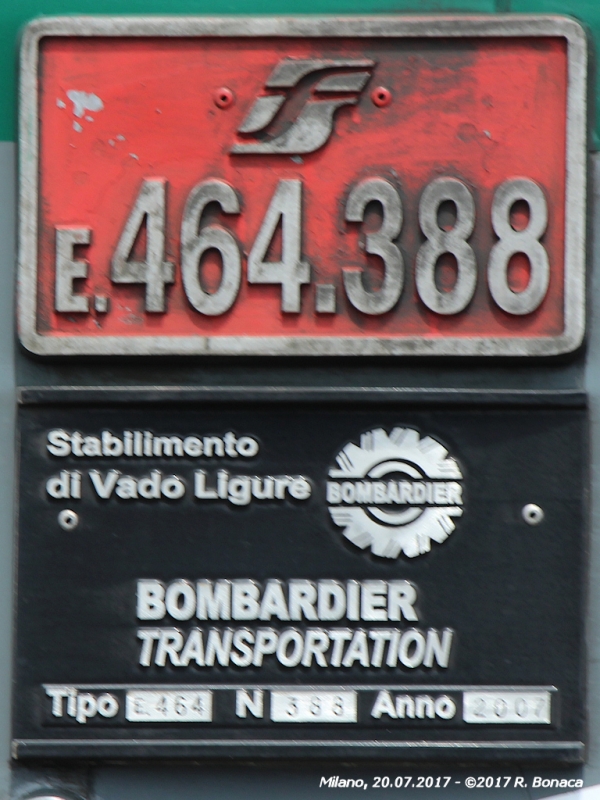 E.464.388
Stabilimento
di Vado Ligure
BOMBARDIER
BOMBARDIER
TRANSPORTATION
Tipo E.464 N 388 Anno 2007
Milano, 20.07.2017 - ©2017 R. Bonaca